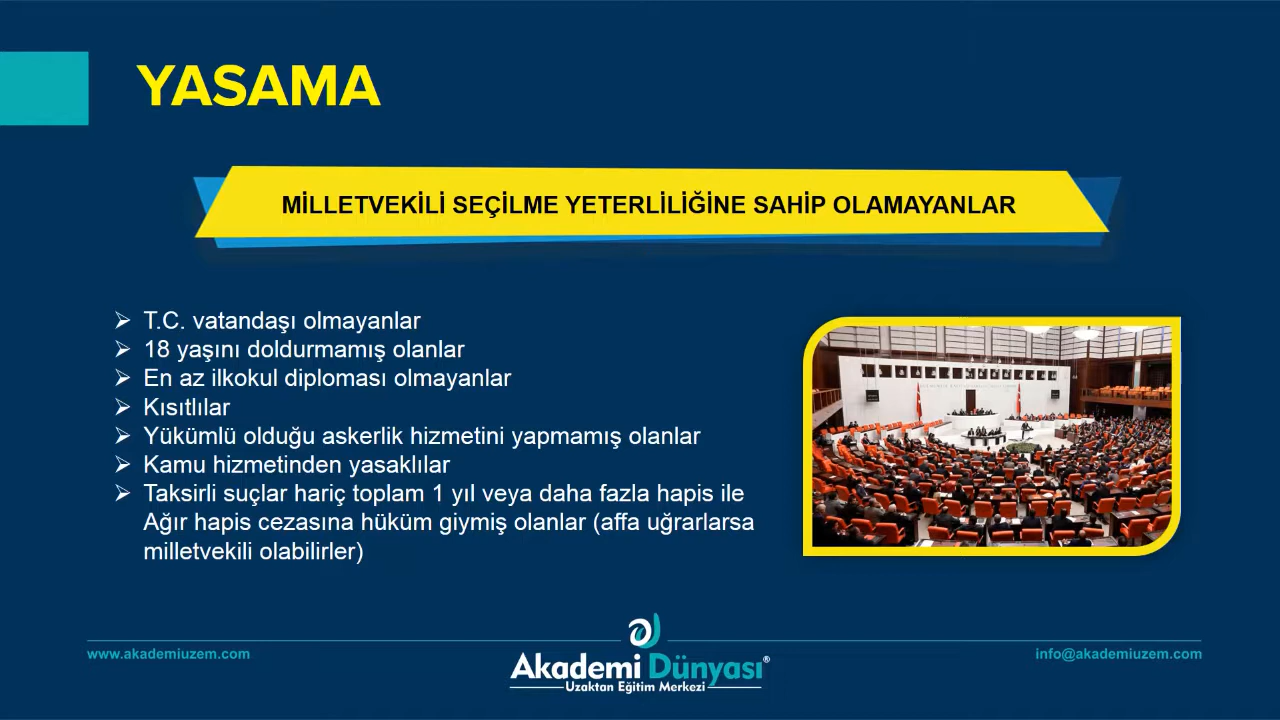 YASAMA
MİLLETVEKİLİ SEÇİLME YETERLİLİĞİNE SAHİP OLAMAYANLAR
T.C. vatandaşı olmayanlar
18 yaşını doldurmamış olanlar
En az ilkokul diploması olmayanlar
Kısıtlılar
Yükümlü olduğu askerlik hizmetini yapmamış olanlar
Kamu hizmetinden yasaklılar
Taksirli suçlar hariç toplam 1 yıl veya daha fazla hapis ile
Ağır hapis cezasına hüküm giymiş olanlar (affa uğrarlarsa
milletvekili olabilirler)
www.akademiuzem.com
Akademi Dünyası®
Uzaktan Eğitim Merkezi
info@akademiuzem.com